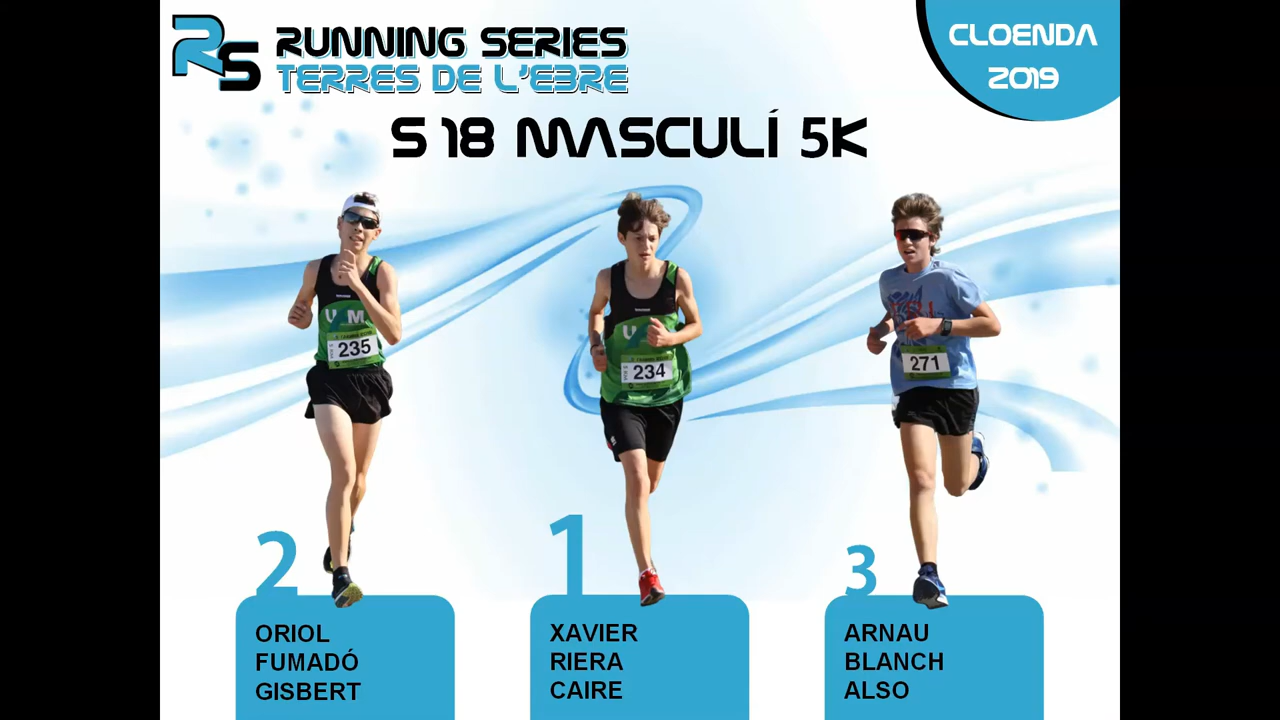 RS RUNNING SERIES
TERRES DE L'EBRE
CLOENDA
2019
S 18 MASCULÍ 5K
235
234
271
2
1
3
ORIOL
FUMADÓ
GISBERT
XAVIER
RIERA
CAIRE
ARNAU
BLANCH
ALSO